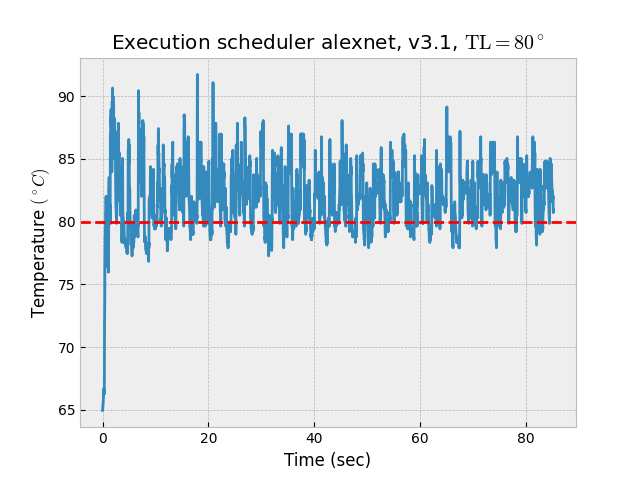 Execution scheduler alexnet, v3.1, TL = 80°
Temperature (°C)
90
85
80
75
70
65
0 20 40 60 80
Time (sec)